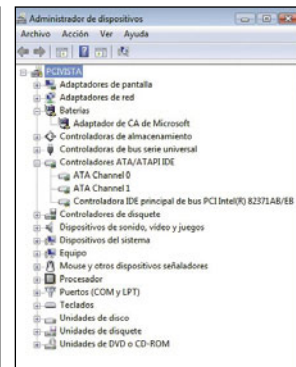 Administrador de dispositivos
Archivo Acción Ver Ayuda
PCIVISTA
Adaptadores de pantalla
Adaptadores de red
Baterías
Adaptador de CA de Microsoft
Controladoras de almacenamiento
Controladoras de bus serie universal
Controladores ATA/ATAPI IDE
ATA Channel 0
ATA Channel 1
Controladora IDE principal de bus PCI Intel(R) 82371AB/EB
Controladores de disquete
Dispositivos de sonido, vídeo y juegos
Dispositivos del sistema
Equipo
Mouse y otros dispositivos señaladores
Procesador
Puertos (COM y LPT)
Teclados
Unidades de disco
Unidades de disquete
Unidades de DVD o CD-ROM